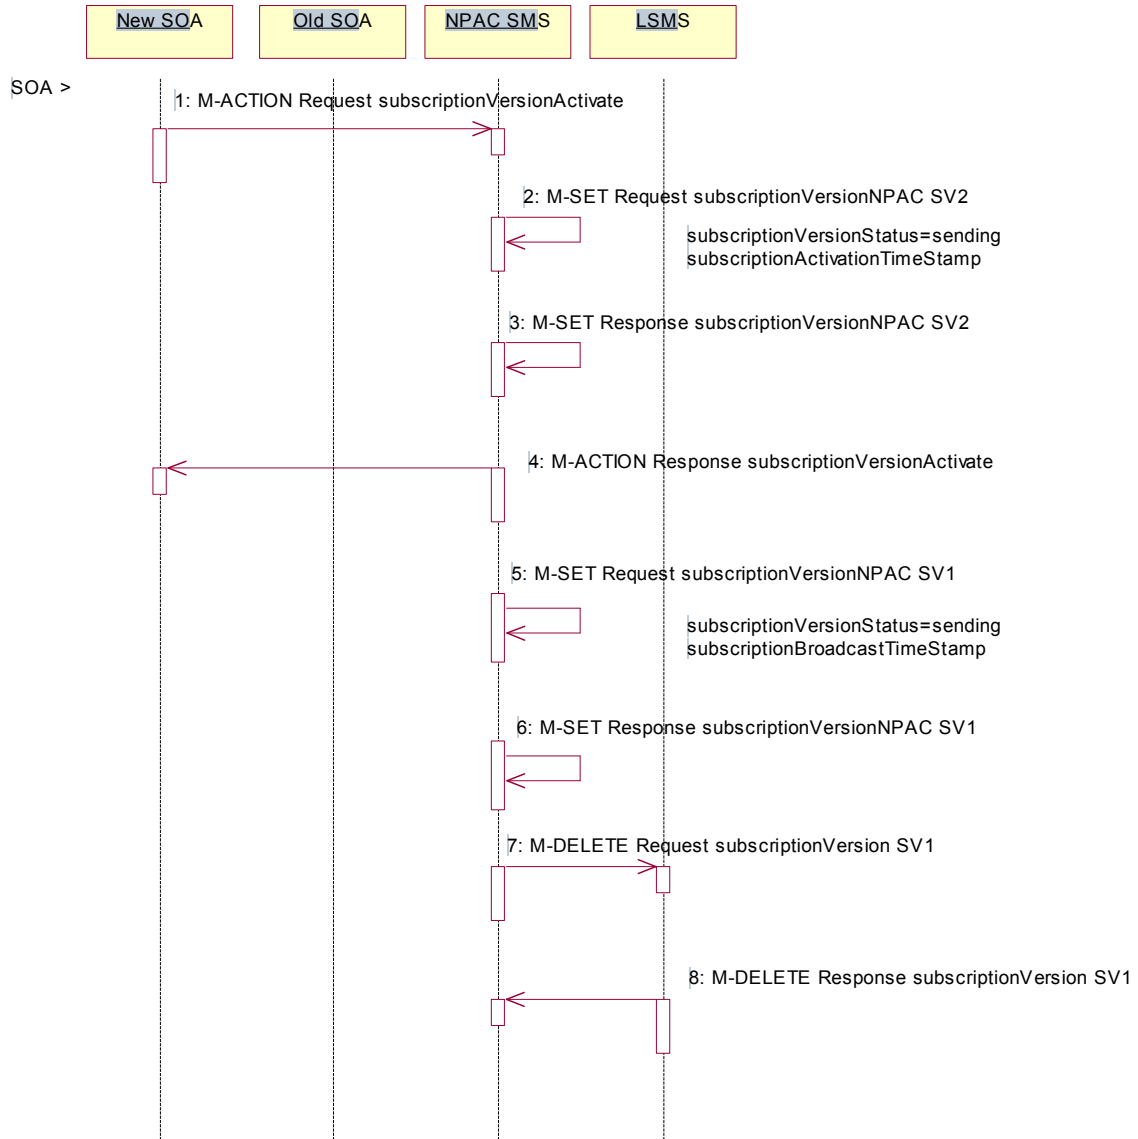 New SOA
Old SOA
NPAC SMS
LSMS
SOA >
1: M-ACTION Request subscriptionVersionActivate
2: M-SET Request subscriptionVersionNPAC SV2
subscriptionVersionStatus=sending
subscriptionActivationTimeStamp
3: M-SET Response subscriptionVersionNPAC SV2
4: M-ACTION Response subscriptionVersionActivate
5: M-SET Request subscriptionVersionNPAC SV1
subscriptionVersionStatus=sending
subscriptionBroadcastTimeStamp
6: M-SET Response subscriptionVersionNPAC SV1
7: M-DELETE Request subscriptionVersion SV1
8: M-DELETE Response subscriptionVersion SV1